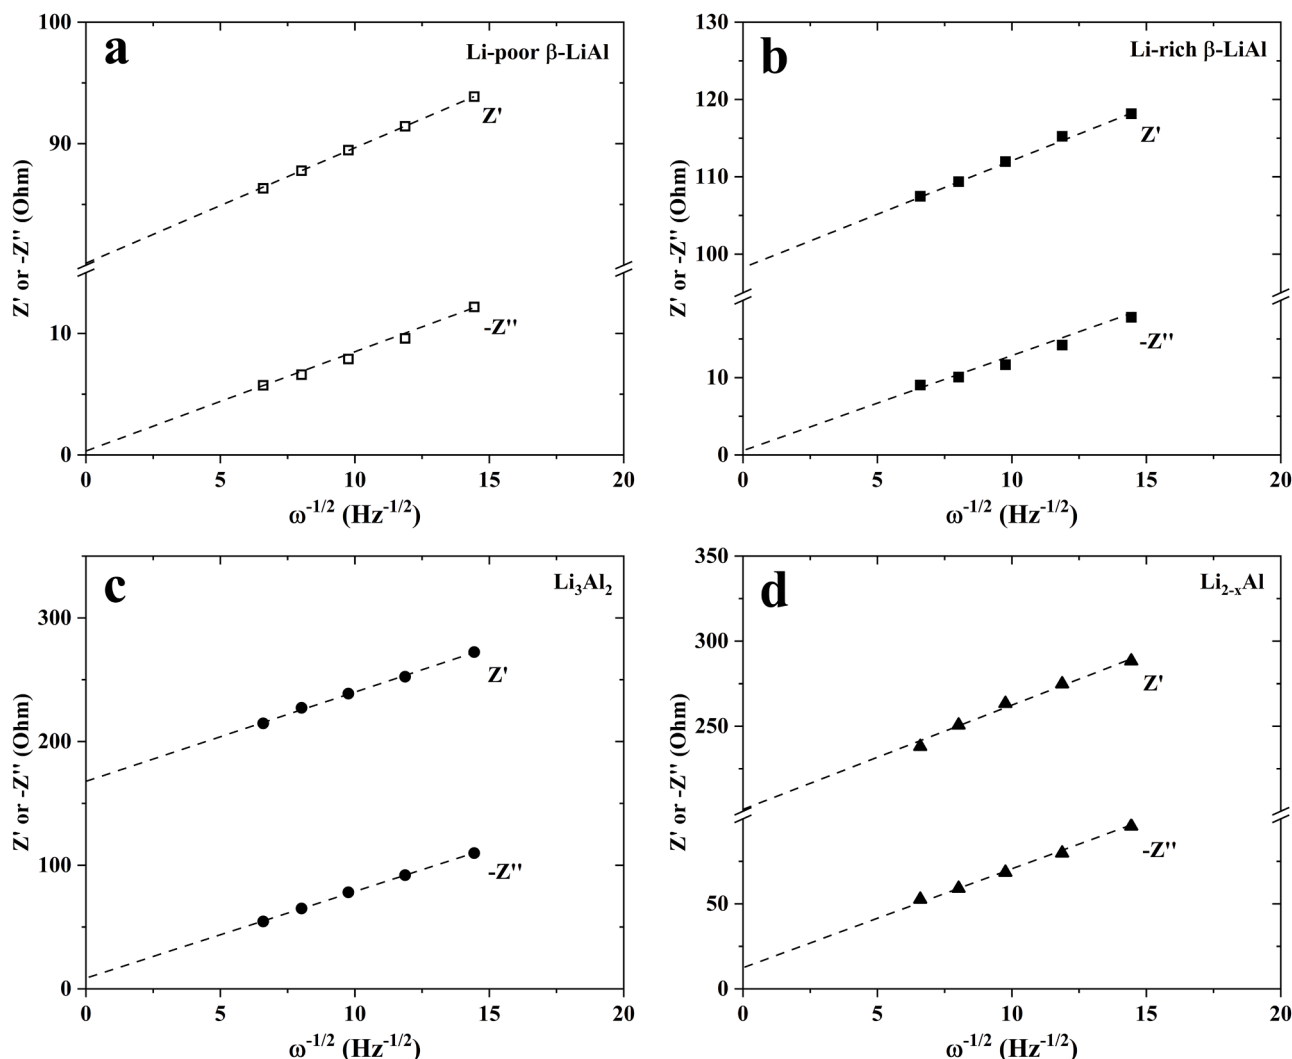 a
Li-poor β-LiAl
100
90
10
0
Z'
-Z''
0 5 10 15 20
Z' or -Z'' (Ohm)
ω-1/2 (Hz-1/2)
b
Li-rich β-LiAl
130
120
110
100
10
0
Z'
-Z''
0 5 10 15 20
Z' or -Z'' (Ohm)
ω-1/2 (Hz-1/2)
c
Li3Al2
300
200
100
0
Z'
-Z''
0 5 10 15 20
Z' or -Z'' (Ohm)
ω-1/2 (Hz-1/2)
d
Li2-xAl
350
300
250
50
0
Z'
-Z''
0 5 10 15 20
Z' or -Z'' (Ohm)
ω-1/2 (Hz-1/2)